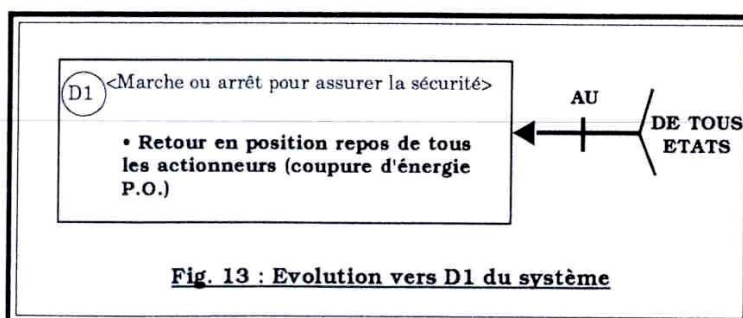 D1
<Marche ou arrêt pour assurer la sécurité>
• Retour en position repos de tous
les actionneurs (coupure d'énergie
P.O.)
AU
DE TOUS
ETATS
Fig. 13 : Evolution vers D1 du système